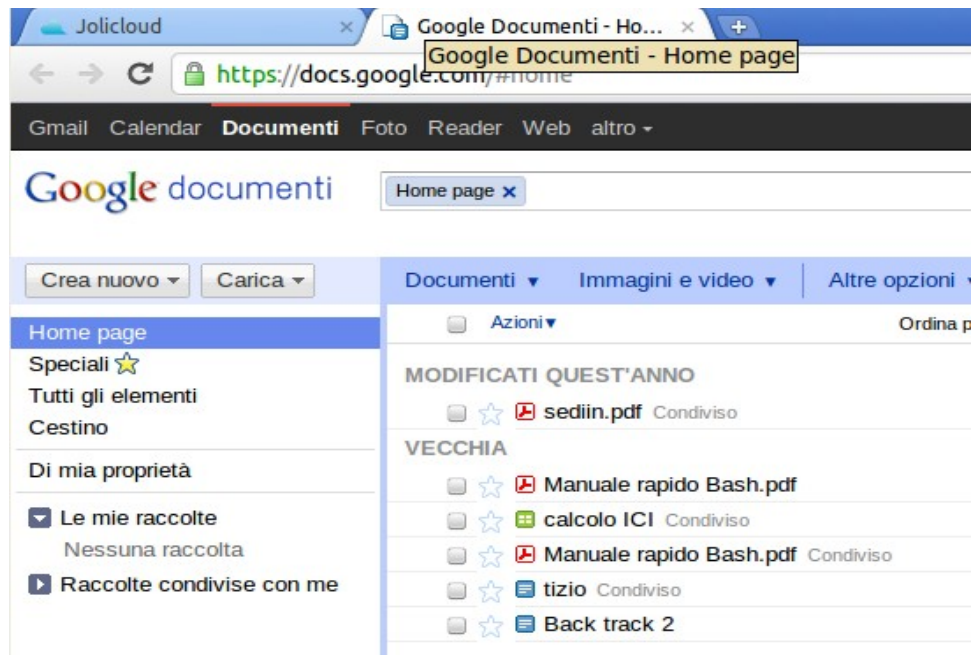 Jolicloud
Google Documenti - Ho...
Google Documenti - Home page
https://docs.google.com/#home
Gmail Calendar Documenti Foto Reader Web altro
Google documenti
Home page x
Crea nuovo Carica
Documenti Immagini e video Altre opzioni
Home page
Speciali
Tutti gli elementi
Cestino
Di mia proprietà
Le mie raccolte
Nessuna raccolta
Raccolte condivise con me
Azioni Ordina p
MODIFICATI QUEST'ANNO
sediin.pdf Condiviso
VECCHIA
Manuale rapido Bash.pdf
calcolo ICI Condiviso
Manuale rapido Bash.pdf Condiviso
tizio Condiviso
Back track 2